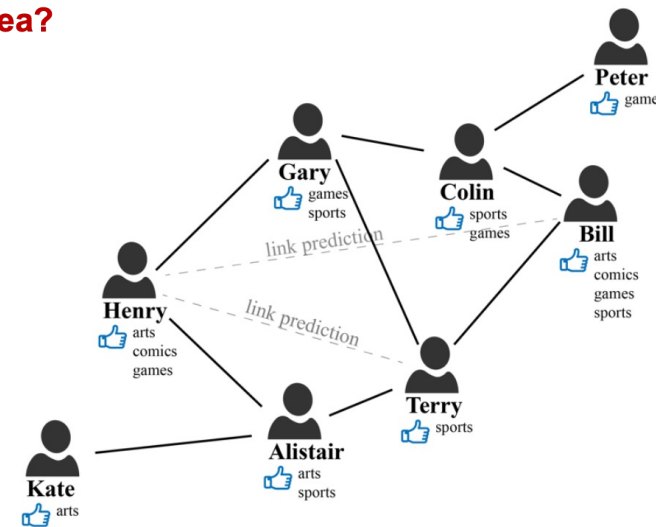 ea?
Peter
game
Gary
games
sports
Colin
sports
games
Bill
arts
comics
games
sports
link prediction
Henry
arts
comics
games
link prediction
Terry
sports
Alistair
arts
sports
Kate
arts